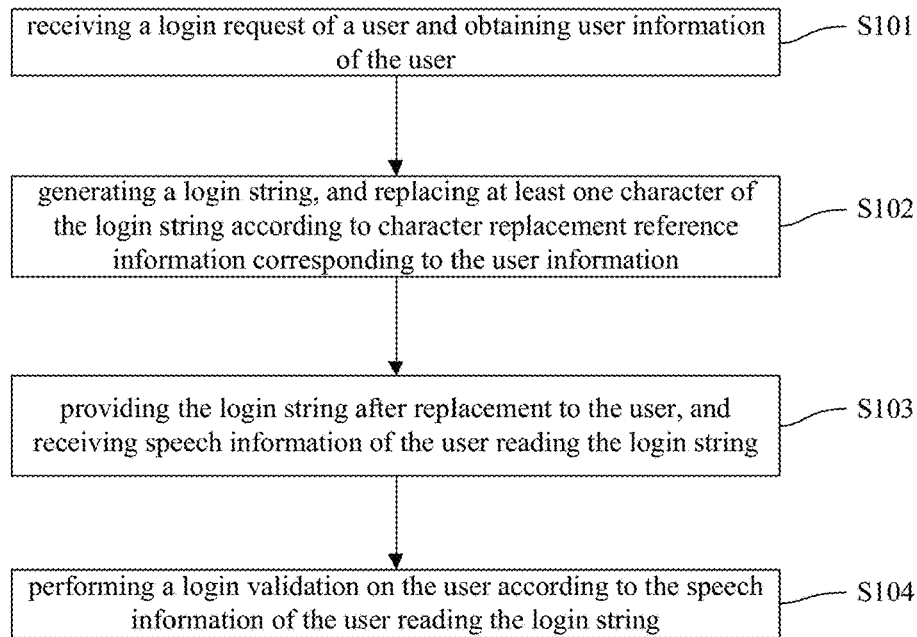 receiving a login request of a user and obtaining user information
of the user
S101
generating a login string, and replacing at least one character of
the login string according to character replacement reference
information corresponding to the user information
S102
providing the login string after replacement to the user, and
receiving speech information of the user reading the login string
S103
performing a login validation on the user according to the speech
information of the user reading the login string
S104